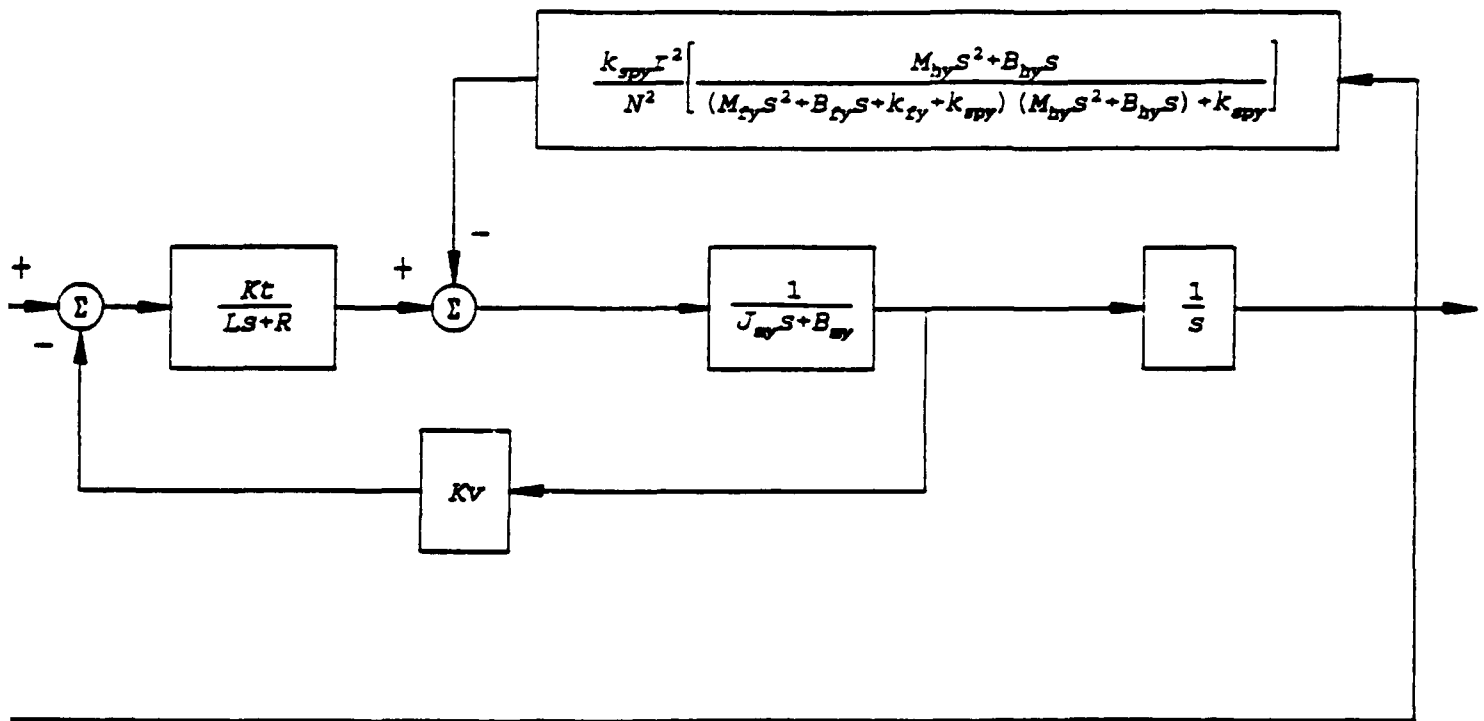 k_spy r^2 / N^2 [ M_hy s^2 + B_hy s / (M_fy s^2 + B_fy s + k_fy + k_spy) (M_hy s^2 + B_hy s) + K_spy ]
−
+ Σ −
Kt / Ls+R
+ Σ
1 / J_my s + B_my
1 / s
Kv